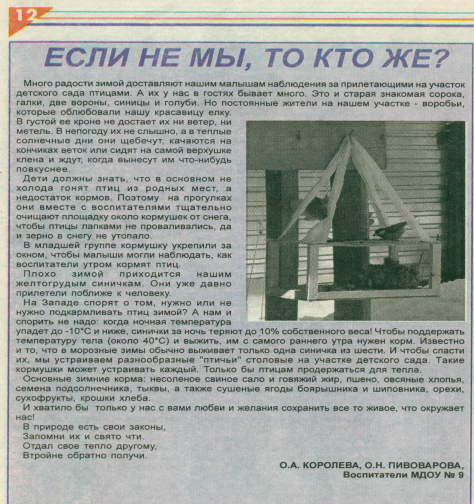 12
ЕСЛИ НЕ МЫ, ТО КТО ЖЕ?
Много радости зимой доставляют нашим малышам наблюдения за прилетающими на участок
детского сада птицами. А их у нас в гостях бывает много. Это и старая знакомая сорока,
галки, две вороны, синицы и голуби. Но постоянные жители на нашем участке - воробьи,
которые облюбовали нашу красавицу елку.
В густой ее кроне не достает их ни ветер, ни
метель. В непогоду их не слышно, а в теплые
солнечные дни они щебечут, качаются на
кончиках веток или сидят на самой верхушке
клена и ждут, когда вынесут им что-нибудь
повкуснее.
Дети должны знать, что в основном не
холода гонят птиц из родных мест, а
недостаток кормов. Поэтому на прогулках
они вместе с воспитателями тщательно
очищают площадку около кормушек от снега,
чтобы птицы лапками не проваливались, да
и зерно в снегу не утопало.
В младшей группе кормушку укрепили за
окном, чтобы малыши могли наблюдать, как
воспитатели утром кормят птиц.
Плохо зимой приходится нашим
желтогрудым синичкам. Они уже давно
прилетели поближе к человеку.
На Западе спорят о том, нужно или не
нужно подкармливать птиц зимой? А нам и
спорить не надо: когда ночная температура
упадет до -10°С и ниже, синички за ночь теряют до 10% собственного веса! Чтобы поддержать
температуру тела (около 40°С) и выжить, им с самого раннего утра нужен корм. Известно
и то, что в морозные зимы обычно выживает только одна синичка из шести. И чтобы спасти
их, мы устраиваем разнообразные "птичьи" столовые на участке детского сада. Такие
кормушки может устраивать каждый. Только бы птицам продержаться для тепла.
Основные зимние корма: несоленое свиное сало и говяжий жир, пшено, овсяные хлопья,
семена подсолнечника, тыквы, а также сушеные ягоды боярышника и шиповника, орехи,
сухофрукты, крошки хлеба.
И хватило бы только у нас с вами любви и желания сохранить все то живое, что окружает
нас!
В природе есть свои законы,
Запомни их и свято чти.
Отдал свое тепло другому,
Втройне обратно получи.
О.А. КОРОЛЕВА, О.Н. ПИВОВАРОВА,
Воспитатели МДОУ № 9